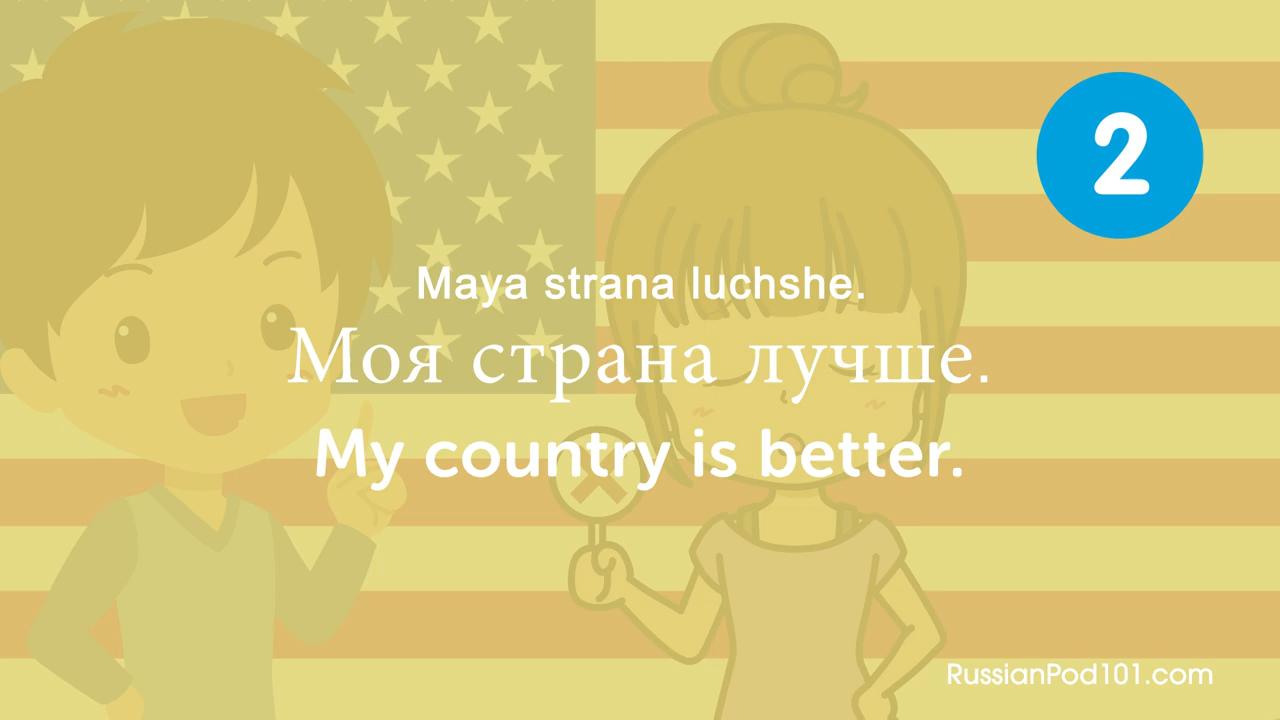 2
Maya strana luchshe.
Моя страна лучше.
My country is better.
RussianPod101.com